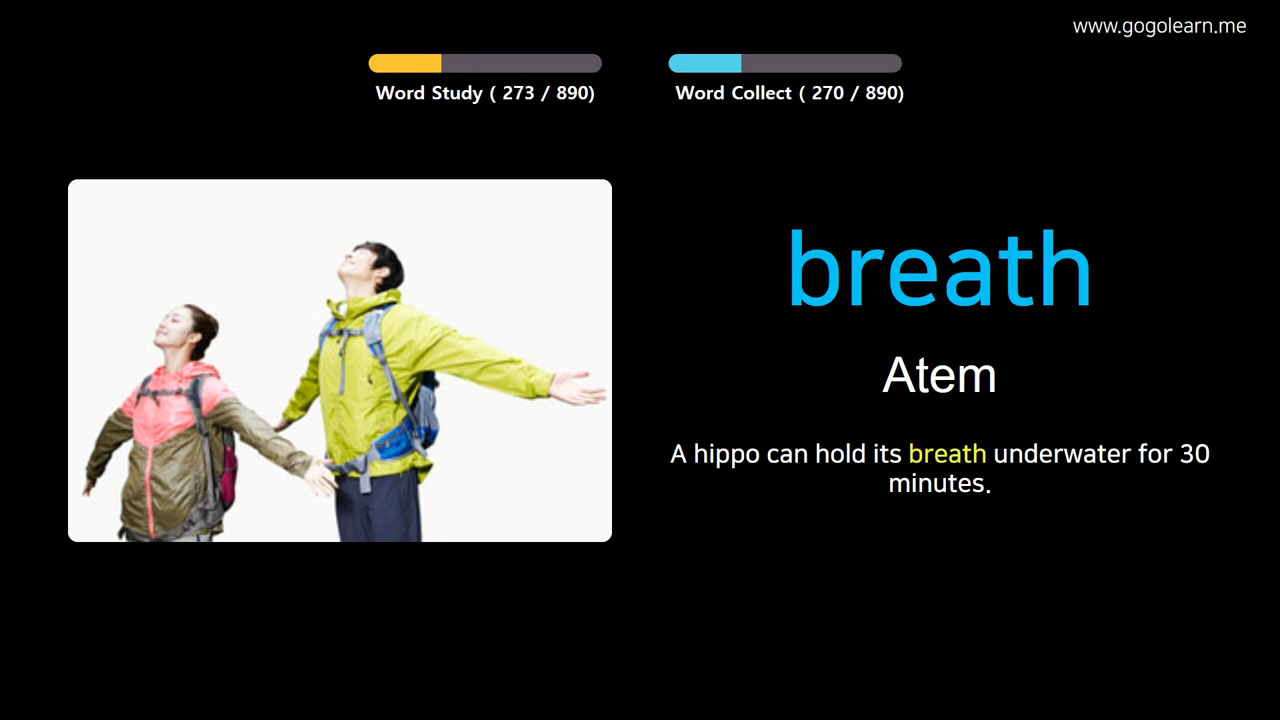 www.gogolearn.me
Word Study ( 273 / 890)
Word Collect ( 270 / 890)
breath
Atem
A hippo can hold its breath underwater for 30
minutes.